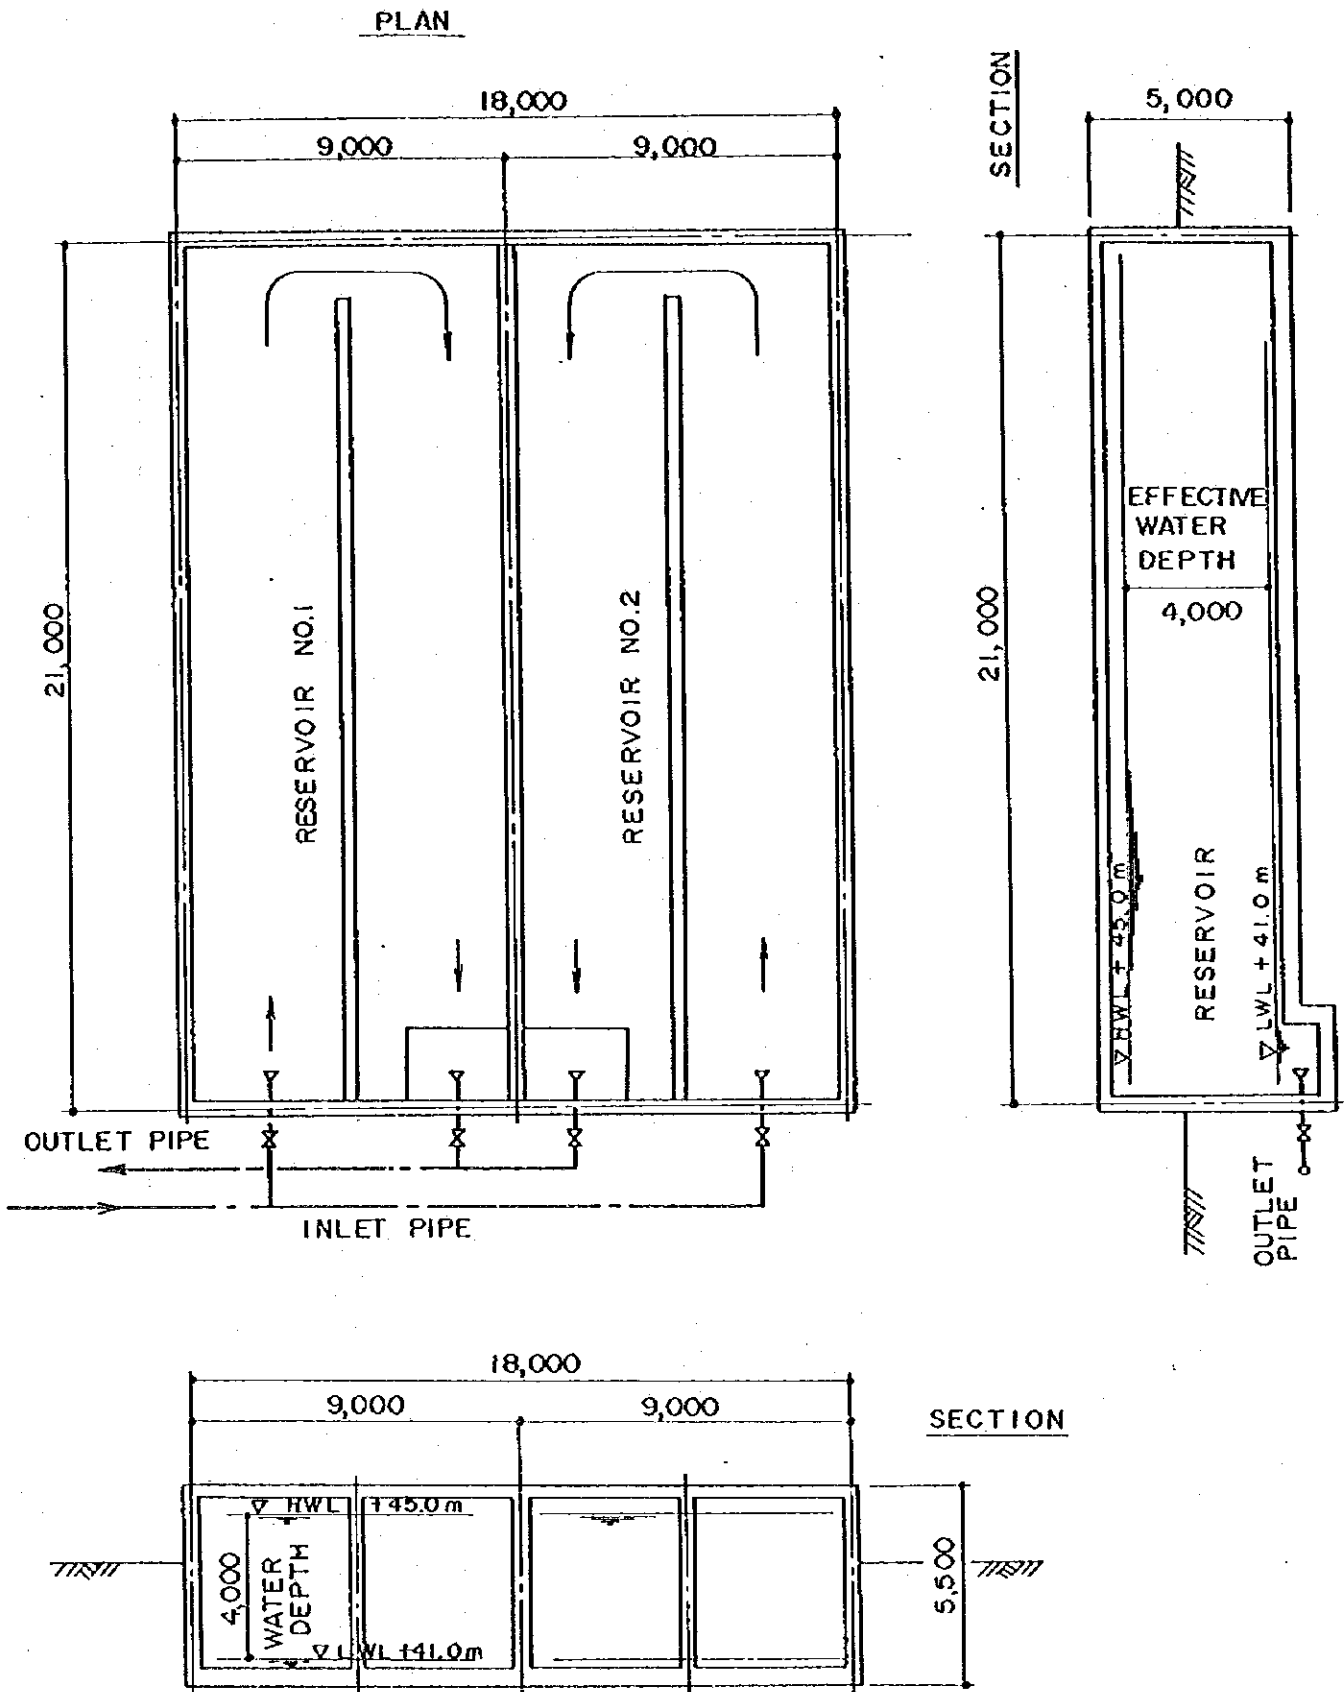 PLAN
18,000
9,000
9,000
21,000
RESERVOIR NO.1
RESERVOIR NO.2
OUTLET PIPE
INLET PIPE
SECTION
5,000
21,000
EFFECTIVE
WATER
DEPTH
4,000
HWL +45.0m
RESERVOIR
LWL +41.0m
OUTLET
PIPE
18,000
9,000
9,000
SECTION
HWL +45.0m
4,000
WATER
DEPTH
LWL +41.0m
5,500